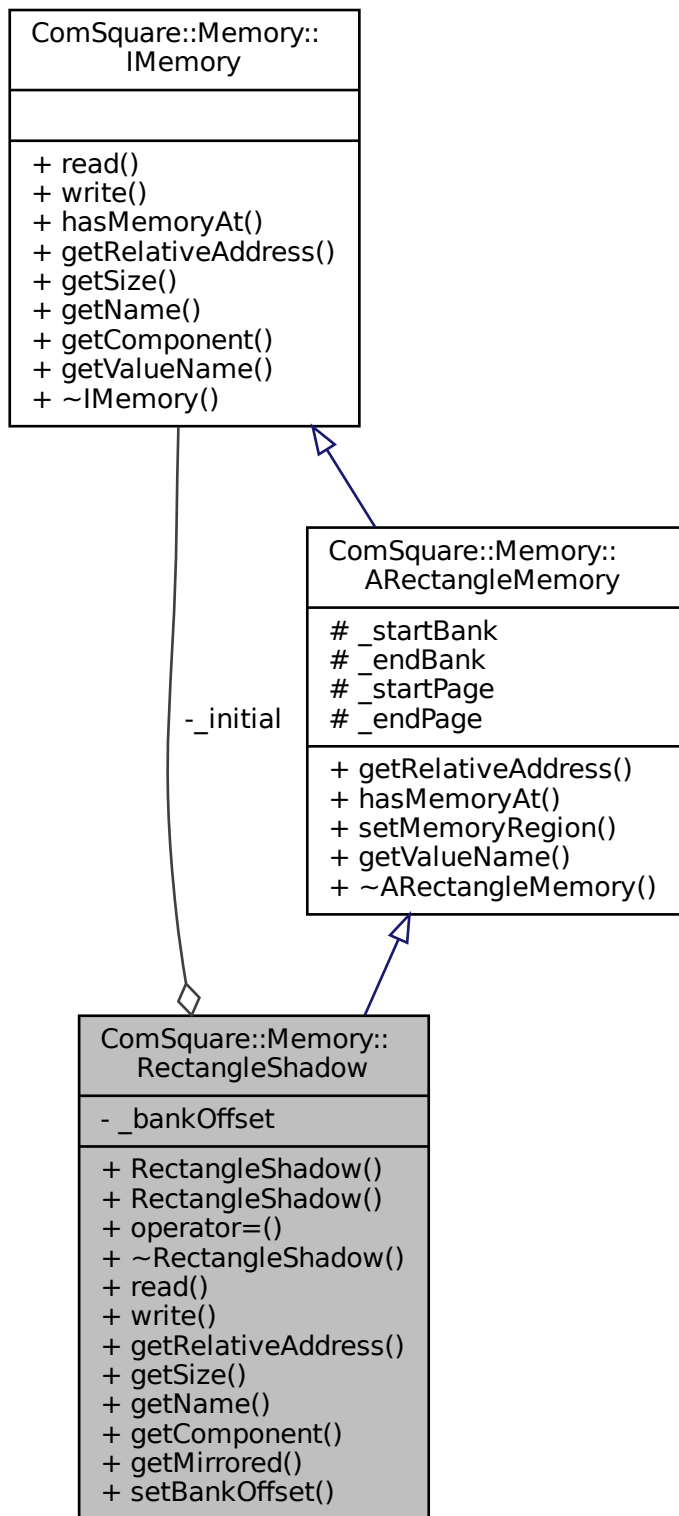 ComSquare::Memory::
IMemory
+ read()
+ write()
+ hasMemoryAt()
+ getRelativeAddress()
+ getSize()
+ getName()
+ getComponent()
+ getValueName()
+ ~IMemory()
ComSquare::Memory::
ARectangleMemory
# _startBank
# _endBank
# _startPage
# _endPage
+ getRelativeAddress()
+ hasMemoryAt()
+ setMemoryRegion()
+ getValueName()
+ ~ARectangleMemory()
-_initial
ComSquare::Memory::
RectangleShadow
- _bankOffset
+ RectangleShadow()
+ RectangleShadow()
+ operator=()
+ ~RectangleShadow()
+ read()
+ write()
+ getRelativeAddress()
+ getSize()
+ getName()
+ getComponent()
+ getMirrored()
+ setBankOffset()